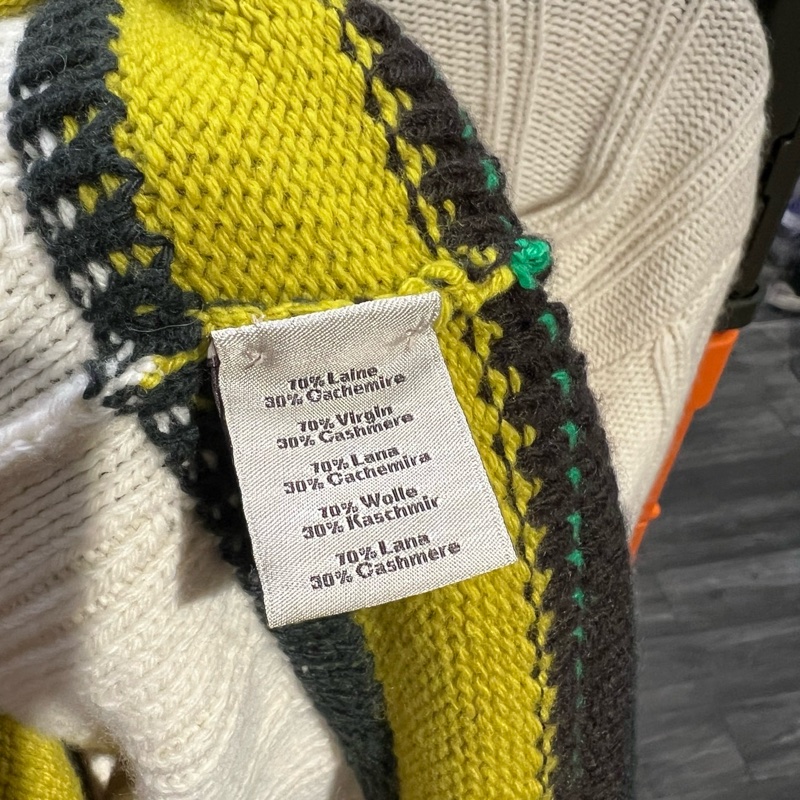 70% Laine
30% Cachemire
70% Virgin
30% Cashmere
70% Lana
30% Cachemira
70% Wolle
30% Kaschmir
70% Lana
30% Cashmere